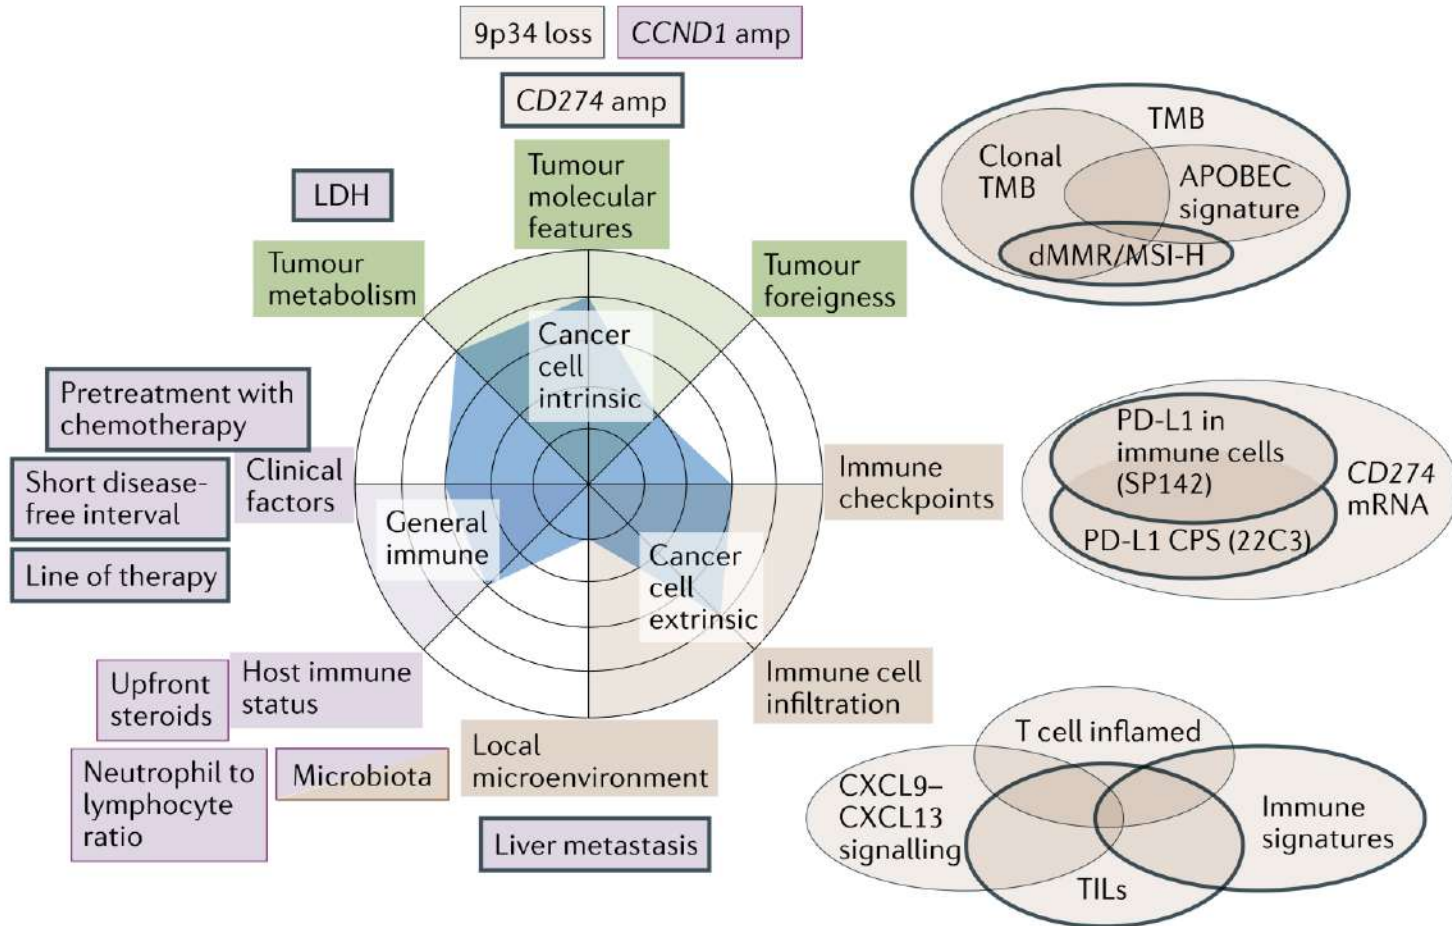 9p34 loss
CCND1 amp
CD274 amp
Tumour
molecular
features
LDH
Tumour
metabolism
Tumour
foreigness
TMB
Clonal
TMB
APOBEC
signature
dMMR/MSI-H
Cancer
cell
intrinsic
Pretreatment with
chemotherapy
Short disease-
free interval
Line of therapy
Clinical
factors
General
immune
Cancer
cell
extrinsic
Immune
checkpoints
PD-L1 in
immune cells
(SP142)
CD274
mRNA
PD-L1 CPS (22C3)
Upfront
steroids
Host immune
status
Neutrophil to
lymphocyte
ratio
Microbiota
Local
microenvironment
Liver metastasis
Immune cell
infiltration
T cell inflamed
CXCL9–
CXCL13
signalling
Immune
signatures
TILs